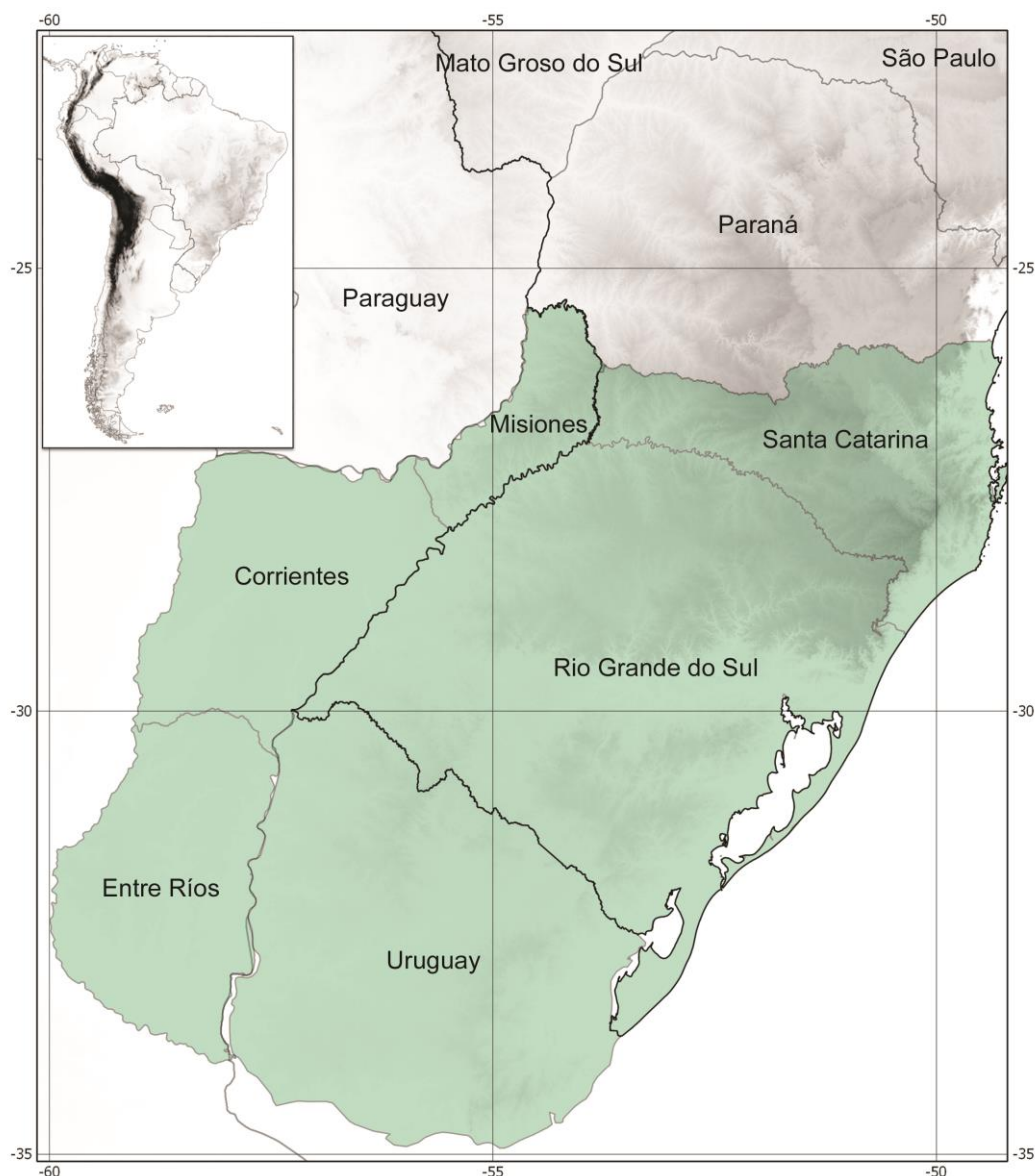 -60
-55
-50
Mato Groso do Sul
São Paulo
Paraná
-25
-25
Paraguay
Misiones
Santa Catarina
Corrientes
Rio Grande do Sul
-30
-30
Entre Ríos
Uruguay
-35
-35
-60
-55
-50